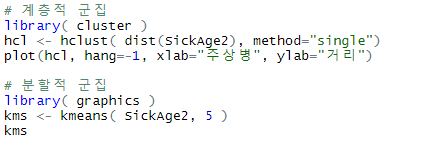 # 계층적 군집
library( cluster )
hcl <- hclust( dist(SickAge2), method="single")
plot(hcl, hang=-1, xlab="주상병", ylab="거리")
# 분할적 군집
library( graphics )
kms <- kmeans( SickAge2, 5 )
kms